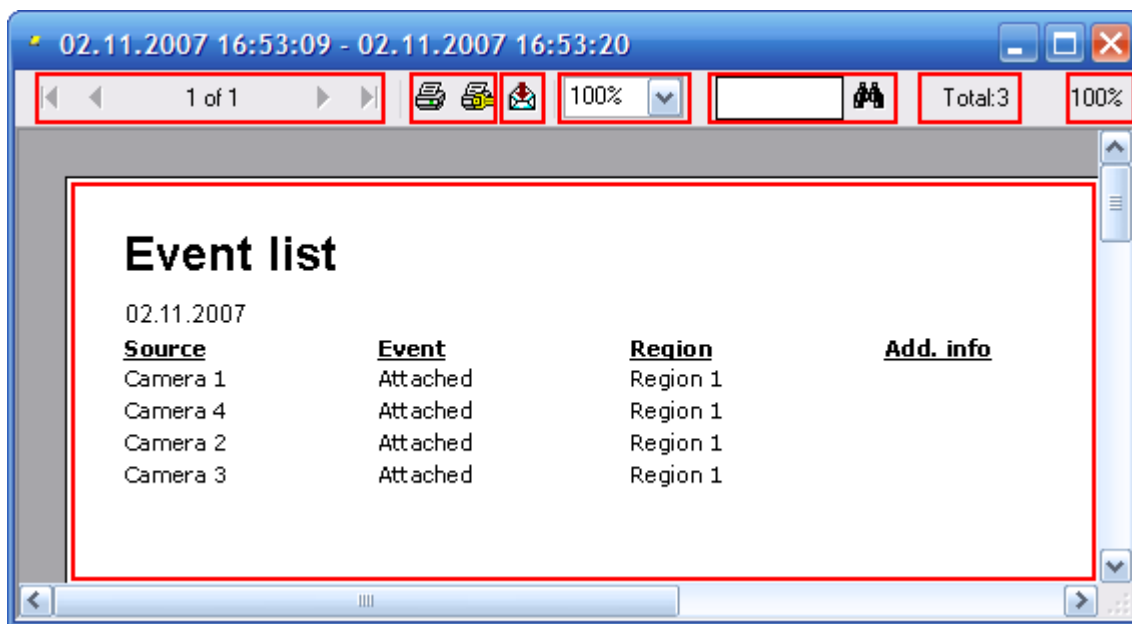 02.11.2007 16:53:09 - 02.11.2007 16:53:20
1 of 1 100% Total:3 100%
Event list
02.11.2007
Source Event Region Add. info
Camera 1 Attached Region 1
Camera 4 Attached Region 1
Camera 2 Attached Region 1
Camera 3 Attached Region 1